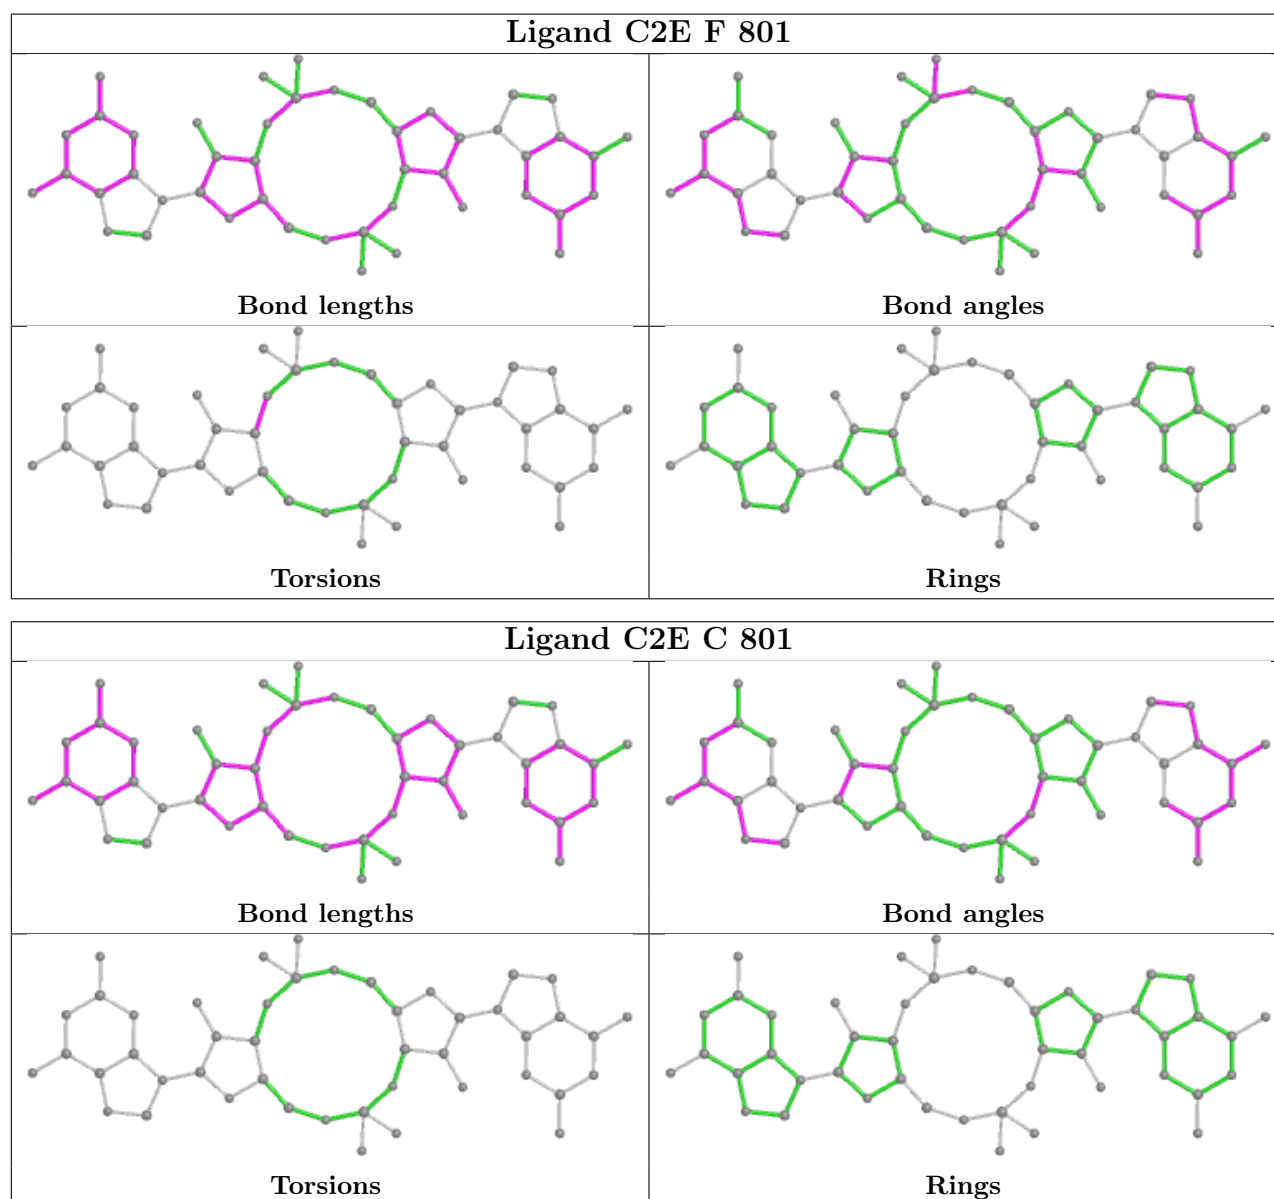 Ligand C2E F 801
Bond lengths
Bond angles
Torsions
Rings
Ligand C2E C 801
Bond lengths
Bond angles
Torsions
Rings